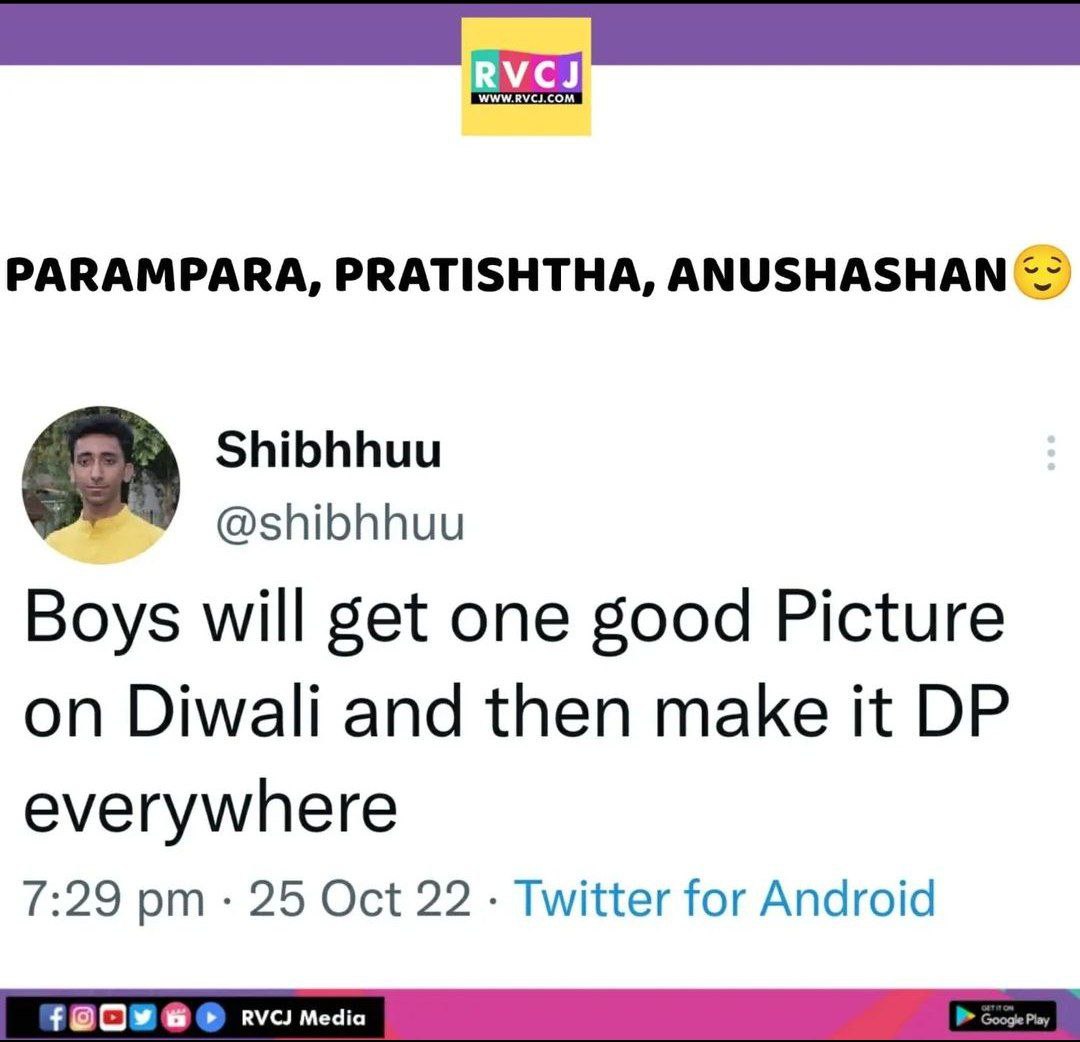 RVCJ
WWW.RVCJ.COM
PARAMPARA, PRATISHTHA, ANUSHASHAN😌
Shibhhuu
@shibhhuu
Boys will get one good Picture
on Diwali and then make it DP
everywhere
7:29 pm · 25 Oct 22 · Twitter for Android
RVCJ Media
GET IT ON
Google Play